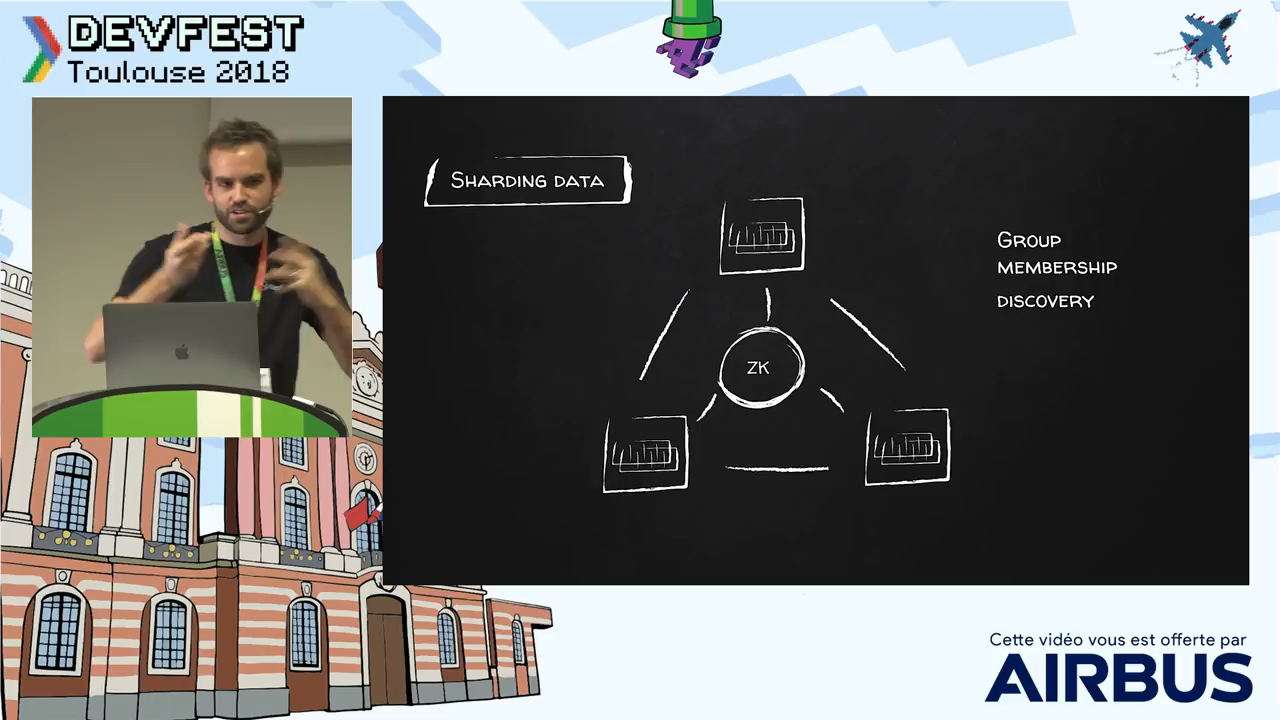 DEVFEST
Toulouse 2018
SHARDING DATA
GROUP
MEMBERSHIP
DISCOVERY
ZK
Cette vidéo vous est offerte par
AIRBUS